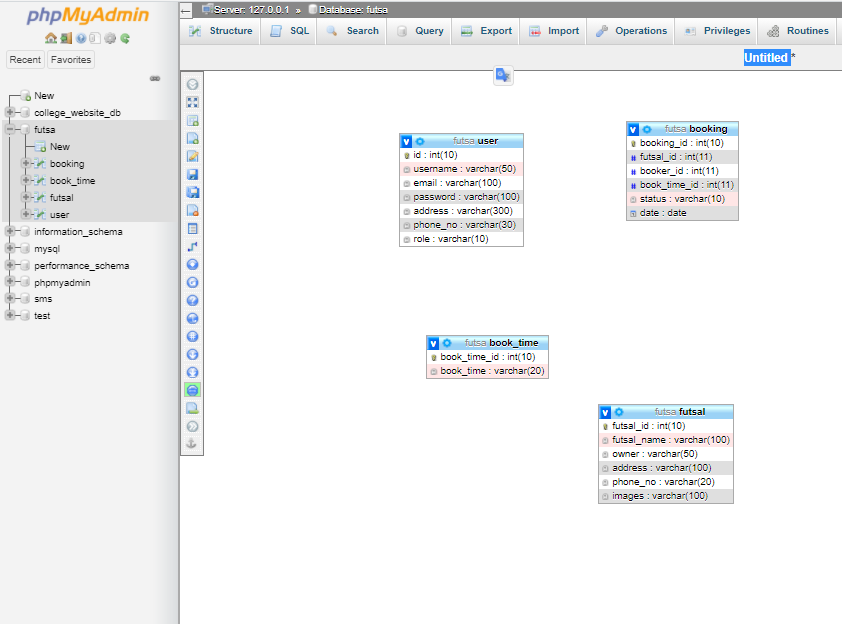 phpMyAdmin
Recent
Favorites
New
college_website_db
futsa
New
booking
book_time
futsal
user
information_schema
mysql
performance_schema
phpmyadmin
sms
test
Server: 127.0.0.1 » Database: futsa
Structure SQL Search Query Export Import Operations Privileges Routines
Untitled *
futsa user
id : int(10)
username : varchar(50)
email : varchar(100)
password : varchar(100)
address : varchar(300)
phone_no : varchar(30)
role : varchar(10)
futsa booking
booking_id : int(10)
futsal_id : int(11)
booker_id : int(11)
book_time_id : int(11)
status : varchar(10)
date : date
futsa book_time
book_time_id : int(10)
book_time : varchar(20)
futsa futsal
futsal_id : int(10)
futsal_name : varchar(100)
owner : varchar(50)
address : varchar(100)
phone_no : varchar(20)
images : varchar(100)